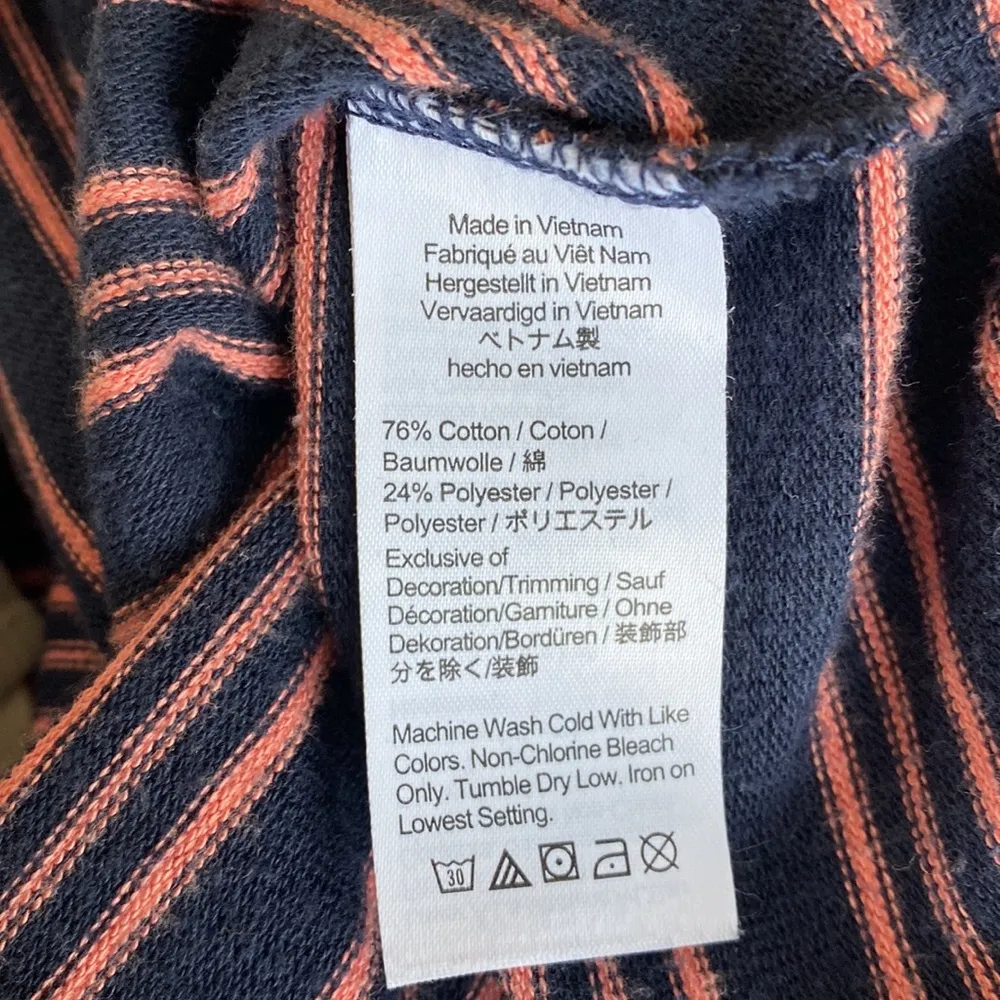 Made in Vietnam
Fabriqué au Viêt Nam
Hergestellt in Vietnam
Vervaardigd in Vietnam
ベトナム製
hecho en vietnam
76% Cotton / Coton /
Baumwolle / 綿
24% Polyester / Polyester /
Polyester / ポリエステル
Exclusive of
Decoration/Trimming / Sauf
Décoration/Garniture / Ohne
Dekoration/Bordüren / 装飾部
分を除く/装飾
Machine Wash Cold With Like
Colors. Non-Chlorine Bleach
Only. Tumble Dry Low. Iron on
Lowest Setting.
30